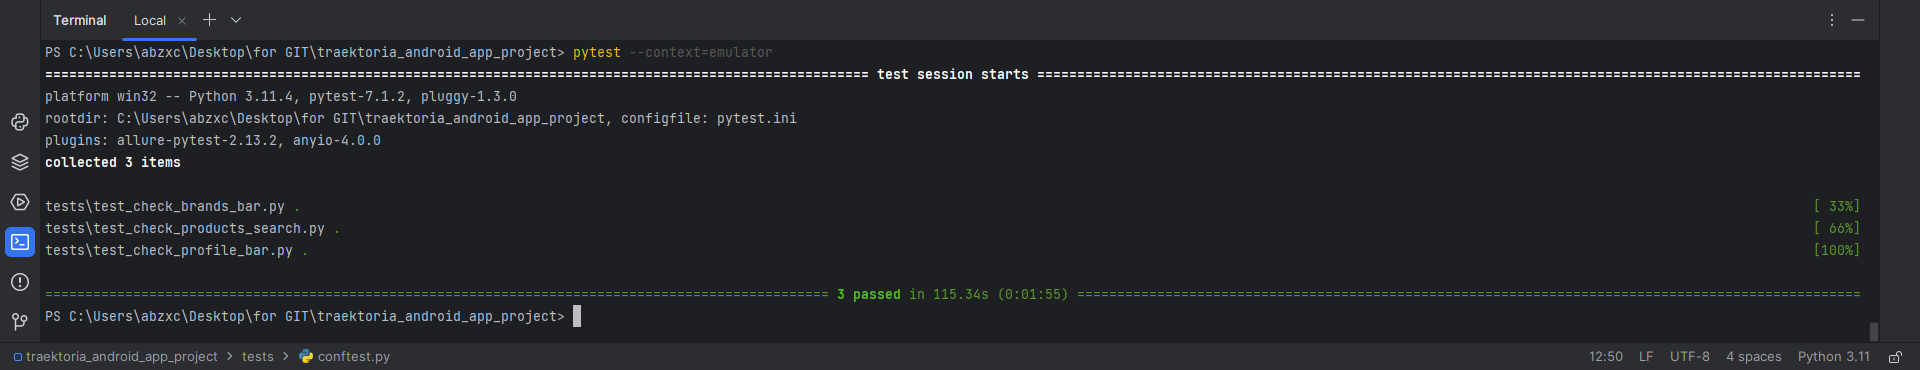 Terminal Local
PS C:\Users\abzxc\Desktop\for GIT\traektoria_android_app_project> pytest --context=emulator
======================================================================================================= test session starts =======================================================================================================
platform win32 -- Python 3.11.4, pytest-7.1.2, pluggy-1.3.0
rootdir: C:\Users\abzxc\Desktop\for GIT\traektoria_android_app_project, configfile: pytest.ini
plugins: allure-pytest-2.13.2, anyio-4.0.0
collected 3 items
tests\test_check_brands_bar.py . [ 33%]
tests\test_check_products_search.py . [ 66%]
tests\test_check_profile_bar.py . [100%]
================================================================================================== 3 passed in 115.34s (0:01:55) ==================================================================================================
PS C:\Users\abzxc\Desktop\for GIT\traektoria_android_app_project>
traektoria_android_app_project > tests > conftest.py 12:50 LF UTF-8 4 spaces Python 3.11